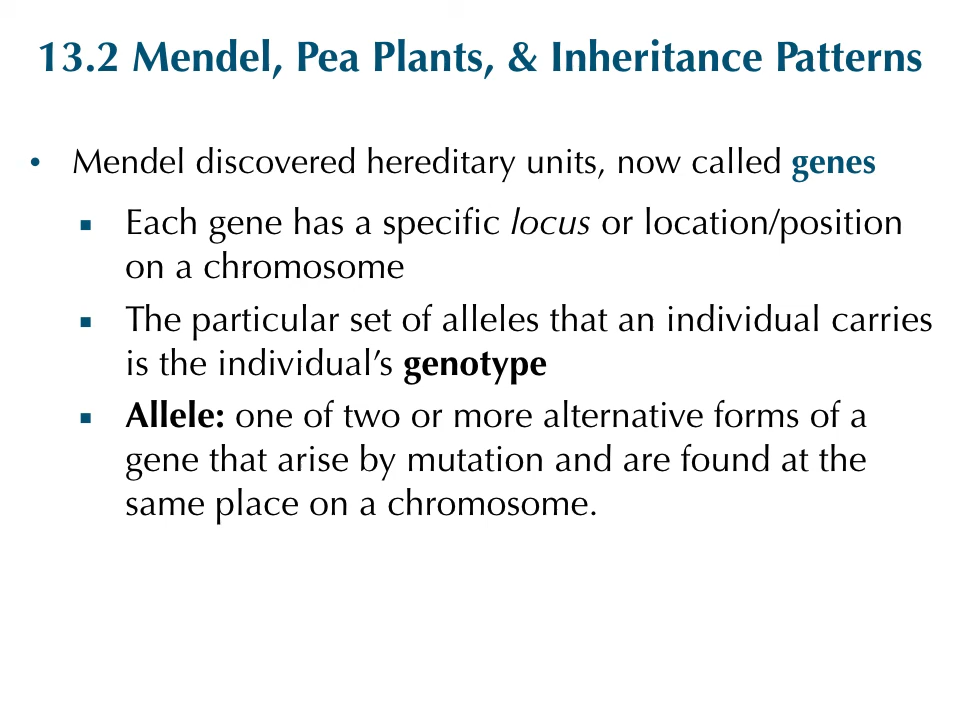 13.2 Mendel, Pea Plants, & Inheritance Patterns
• Mendel discovered hereditary units, now called genes
▪ Each gene has a specific locus or location/position
on a chromosome
▪ The particular set of alleles that an individual carries
is the individual’s genotype
▪ Allele: one of two or more alternative forms of a
gene that arise by mutation and are found at the
same place on a chromosome.